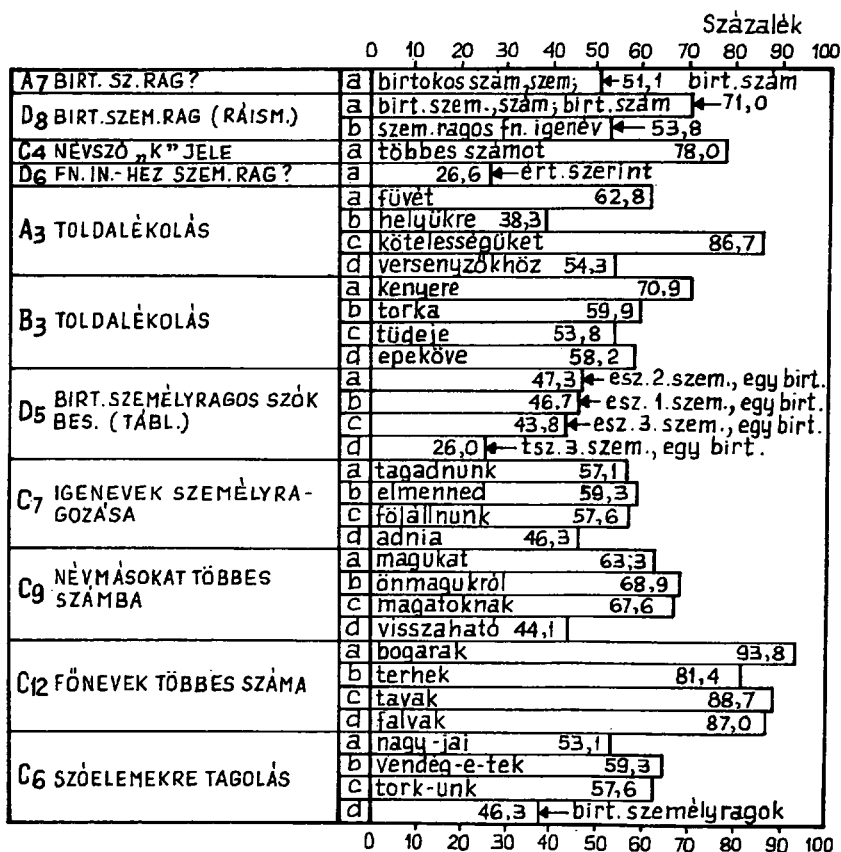 Százalék
0 10 20 30 40 50 60 70 80 90 100
A7 BIRT. SZ. RAG? a birtokos szám, szem; ←51,1 birt. szám
D8 BIRT. SZEM. RAG (RÁISM.) a birt. szem., szám; birt. szám ←71,0
b szem. ragos fn. igenév ←53,8
C4 NÉVSZÓ „K" JELE a többes számot 78,0
D6 FN. IN.-HEZ SZEM. RAG? a 26,6 ←ért. szerint
A3 TOLDALÉKOLÁS a füvét 62,8
b helyükre 38,3
c kötelességüket 86,7
d versenyzőkhöz 54,3
B3 TOLDALÉKOLÁS a kenyere 70,9
b torka 59,9
c tüdeje 53,8
d epeköve 58,2
D5 BIRT. SZEMÉLYRAGOS SZÓK BES. (TÁBL.) a 47,3 ←esz. 2. szem., egy birt.
b 46,7 ←esz. 1. szem., egy birt.
c 43,8 ←esz. 3. szem., egy birt.
d 26,0 ←tsz. 3. szem., egy birt.
C7 IGENEVEK SZEMÉLYRA-GOZÁSA a tagadnunk 57,1
b elmenned 59,3
c fölállnunk 57,6
d adnia 46,3
C9 NÉVMÁSOKAT TÖBBES SZÁMBA a magukat 63,3
b önmagukról 68,9
c magatoknak 67,6
d visszaható 44,1
C12 FŐNEVEK TÖBBES SZÁMA a bogarak 93,8
b terhek 81,4
c tavak 88,7
d falvak 87,0
C6 SZÓELEMEKRE TAGOLÁS a nagy-jai 53,1
b vendég-e-tek 59,3
c tork-unk 57,6
d 46,3 ←birt. személyragok
0 10 20 30 40 50 60 70 80 90 100